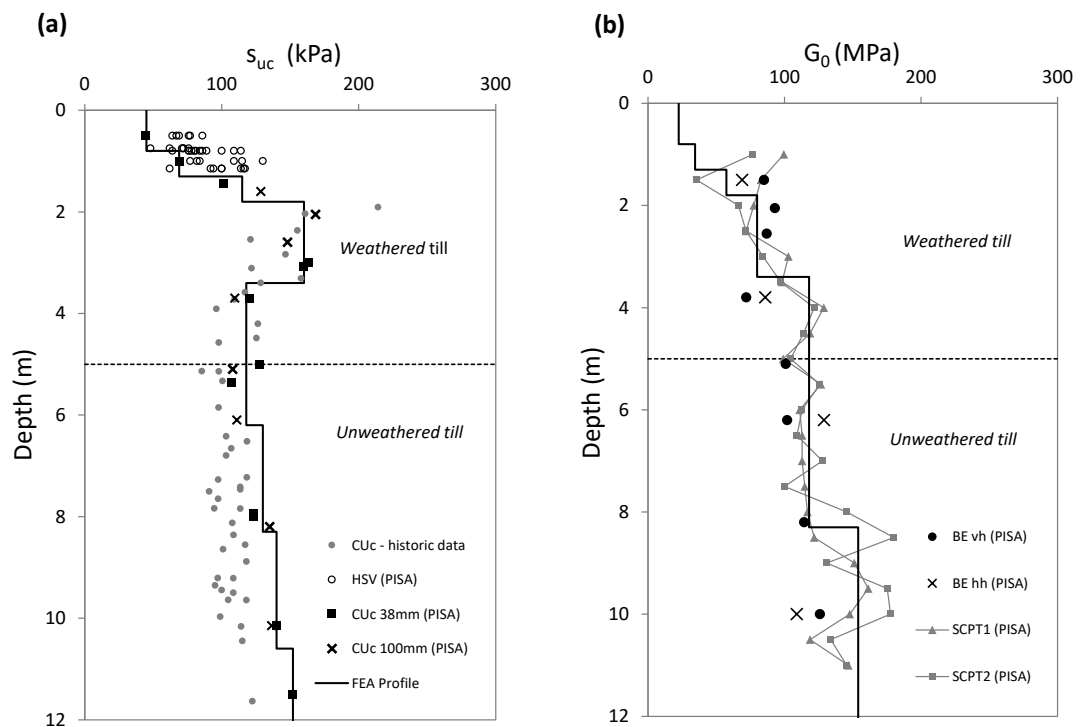 (a)
s_uc (kPa)
0 100 200 300
0
2
4
6
8
10
12
Depth (m)
Weathered till
Unweathered till
CUc - historic data
HSV (PISA)
CUc 38mm (PISA)
CUc 100mm (PISA)
FEA Profile
(b)
G_0 (MPa)
0 100 200 300
0
2
4
6
8
10
12
Depth (m)
Weathered till
Unweathered till
BE vh (PISA)
BE hh (PISA)
SCPT1 (PISA)
SCPT2 (PISA)